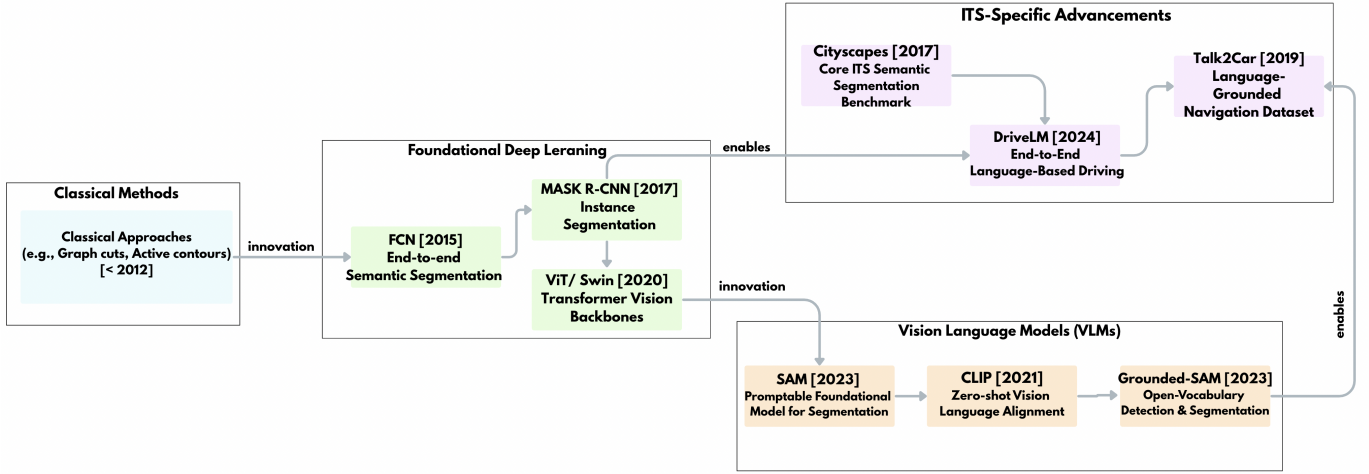 Classical Methods
Classical Approaches
(e.g., Graph cuts, Active contours)
[< 2012]
innovation
Foundational Deep Leraning
FCN [2015]
End-to-end
Semantic Segmentation
MASK R-CNN [2017]
Instance
Segmentation
ViT/ Swin [2020]
Transformer Vision
Backbones
enables
innovation
ITS-Specific Advancements
Cityscapes [2017]
Core ITS Semantic
Segmentation
Benchmark
DriveLM [2024]
End-to-End
Language-Based Driving
Talk2Car [2019]
Language-
Grounded
Navigation Dataset
Vision Language Models (VLMs)
SAM [2023]
Promptable Foundational
Model for Segmentation
CLIP [2021]
Zero-shot Vision
Language Alignment
Grounded-SAM [2023]
Open-Vocabulary
Detection & Segmentation
enables